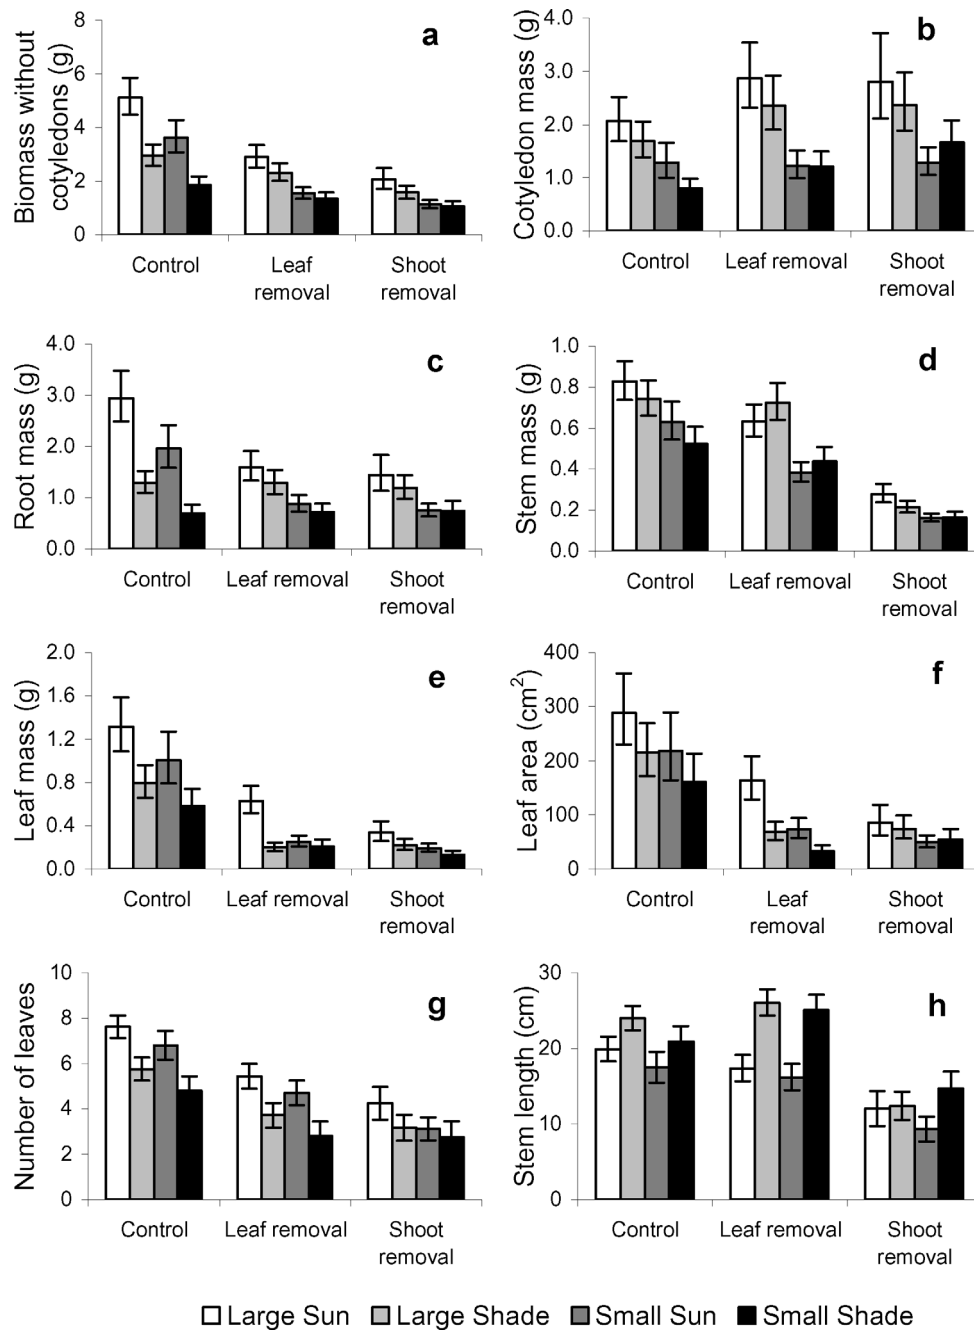 a
Biomass without
cotyledons (g)
8
6
4
2
0
Control
Leaf
removal
Shoot
removal
b
Cotyledon mass (g)
4.0
3.0
2.0
1.0
0.0
Control
Leaf removal
Shoot
removal
c
Root mass (g)
4.0
3.0
2.0
1.0
0.0
Control
Leaf removal
Shoot
removal
d
Stem mass (g)
1.0
0.8
0.6
0.4
0.2
0.0
Control
Leaf removal
Shoot
removal
e
Leaf mass (g)
2.0
1.6
1.2
0.8
0.4
0.0
Control
Leaf removal
Shoot
removal
f
Leaf area (cm²)
400
300
200
100
0
Control
Leaf
removal
Shoot
removal
g
Number of leaves
10
8
6
4
2
0
Control
Leaf removal
Shoot
removal
h
Stem length (cm)
30
20
10
0
Control
Leaf removal
Shoot
removal
Large Sun Large Shade Small Sun Small Shade